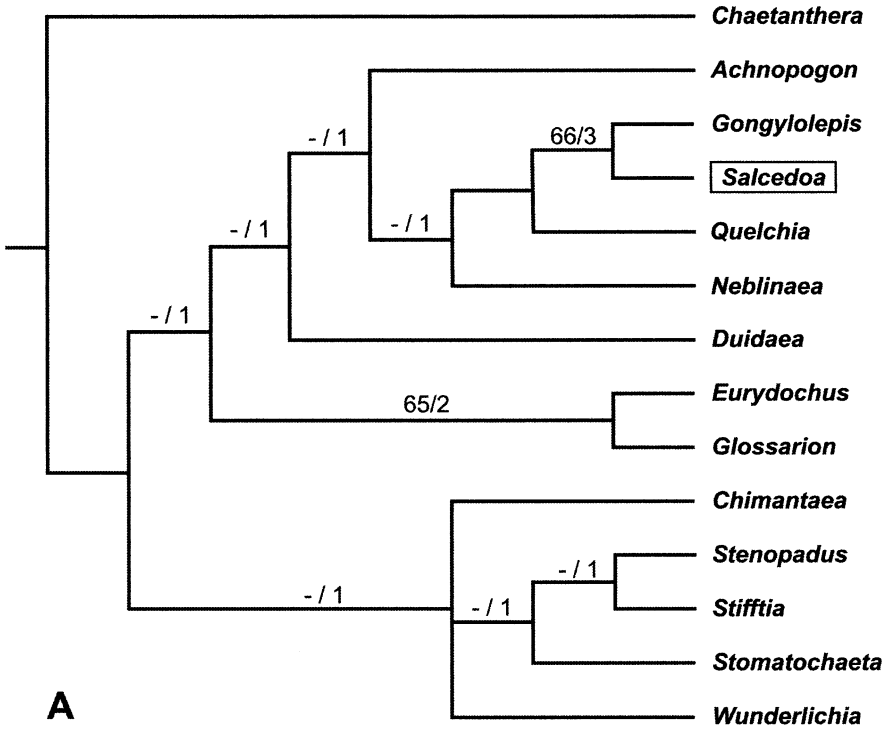 Chaetanthera
Achnopogon
- / 1
66/3
Gongylolepis
Salcedoa
- / 1
- / 1
Quelchia
Neblinaea
- / 1
Duidaea
65/2
Eurydochus
Glossarion
Chimantaea
Stenopadus
- / 1
- / 1
- / 1
Stifftia
Stomatochaeta
A
Wunderlichia